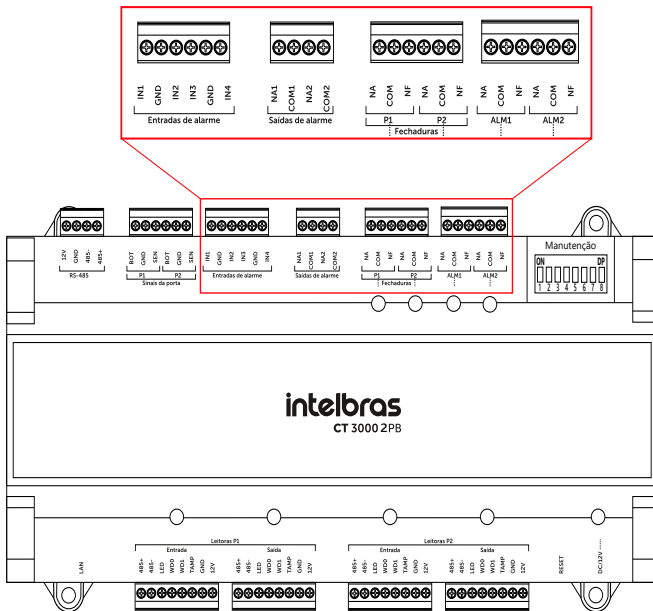 IN1 GND IN2 IN3 GND IN4
Entradas de alarme
NA1 COM1 NA2 COM2
Saídas de alarme
NA COM NF NA COM NF
P1 P2
Fechaduras
NA COM NF NA COM NF
ALM1 ALM2
12V GND 485- 485+
RS-485
BOT GND SEN BOT GND SEN
P1 P2
Sinais da porta
IN1 GND IN2 IN3 GND IN4
Entradas de alarme
NA1 COM1 NA2 COM2
Saídas de alarme
NA COM NF NA COM NF
P1 P2
Fechaduras
NA COM NF NA COM NF
ALM1 ALM2
Manutenção
ON DP
1 2 3 4 5 6 7 8
intelbras
CT 3000 2PB
LAN
Leitoras P1
Entrada Saída
485+ 485- LED WD0 WD1 TAMP GND 12V
485+ 485- LED WD0 WD1 TAMP GND 12V
Leitoras P2
Entrada Saída
485+ 485- LED WD0 WD1 TAMP GND 12V
485+ 485- LED WD0 WD1 TAMP GND 12V
RESET
DC/12V